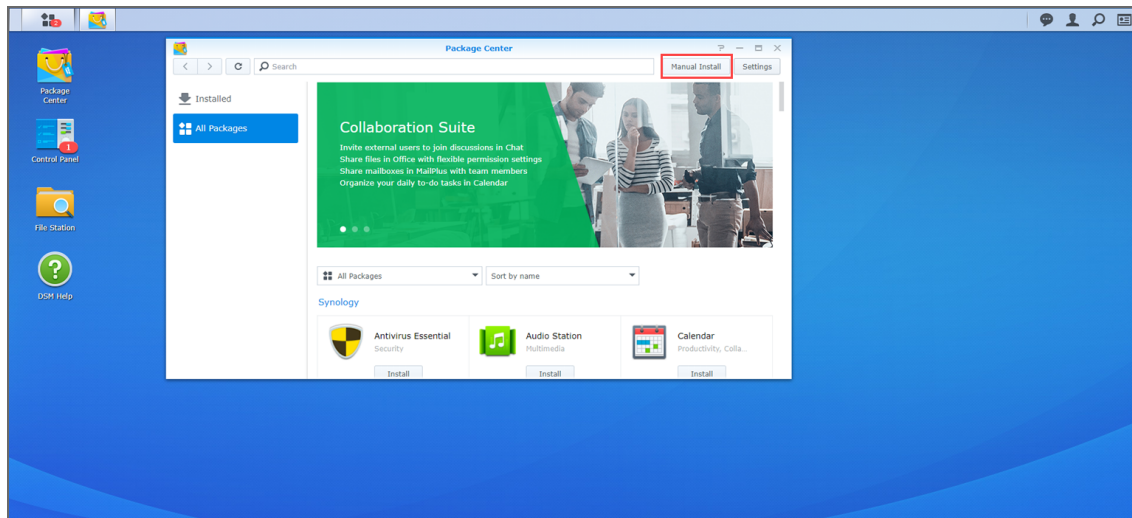 2
Package Center
Search
Manual Install
Settings
Package
Center
Installed
All Packages
Collaboration Suite
Invite external users to join discussions in Chat
Share files in Office with flexible permission settings
Share mailboxes in MailPlus with team members
Organize your daily to-do tasks in Calendar
1
Control Panel
File Station
?
DSM Help
All Packages
Sort by name
Synology
Antivirus Essential
Security
Install
Audio Station
Multimedia
Install
Calendar
Productivity, Colla...
Install